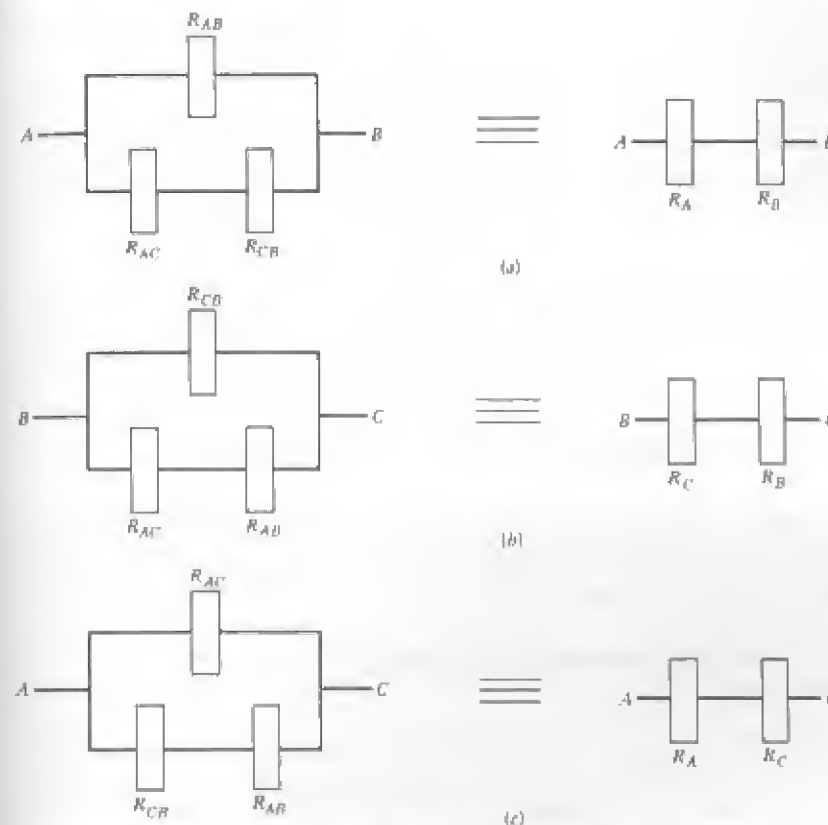 R_AB
A B A
R_AC R_CB R_A R_B
(a)
R_CB
B C B
R_AC R_AB R_C R_B
(b)
R_AC
A C A
R_CB R_AB R_A R_C
(c)